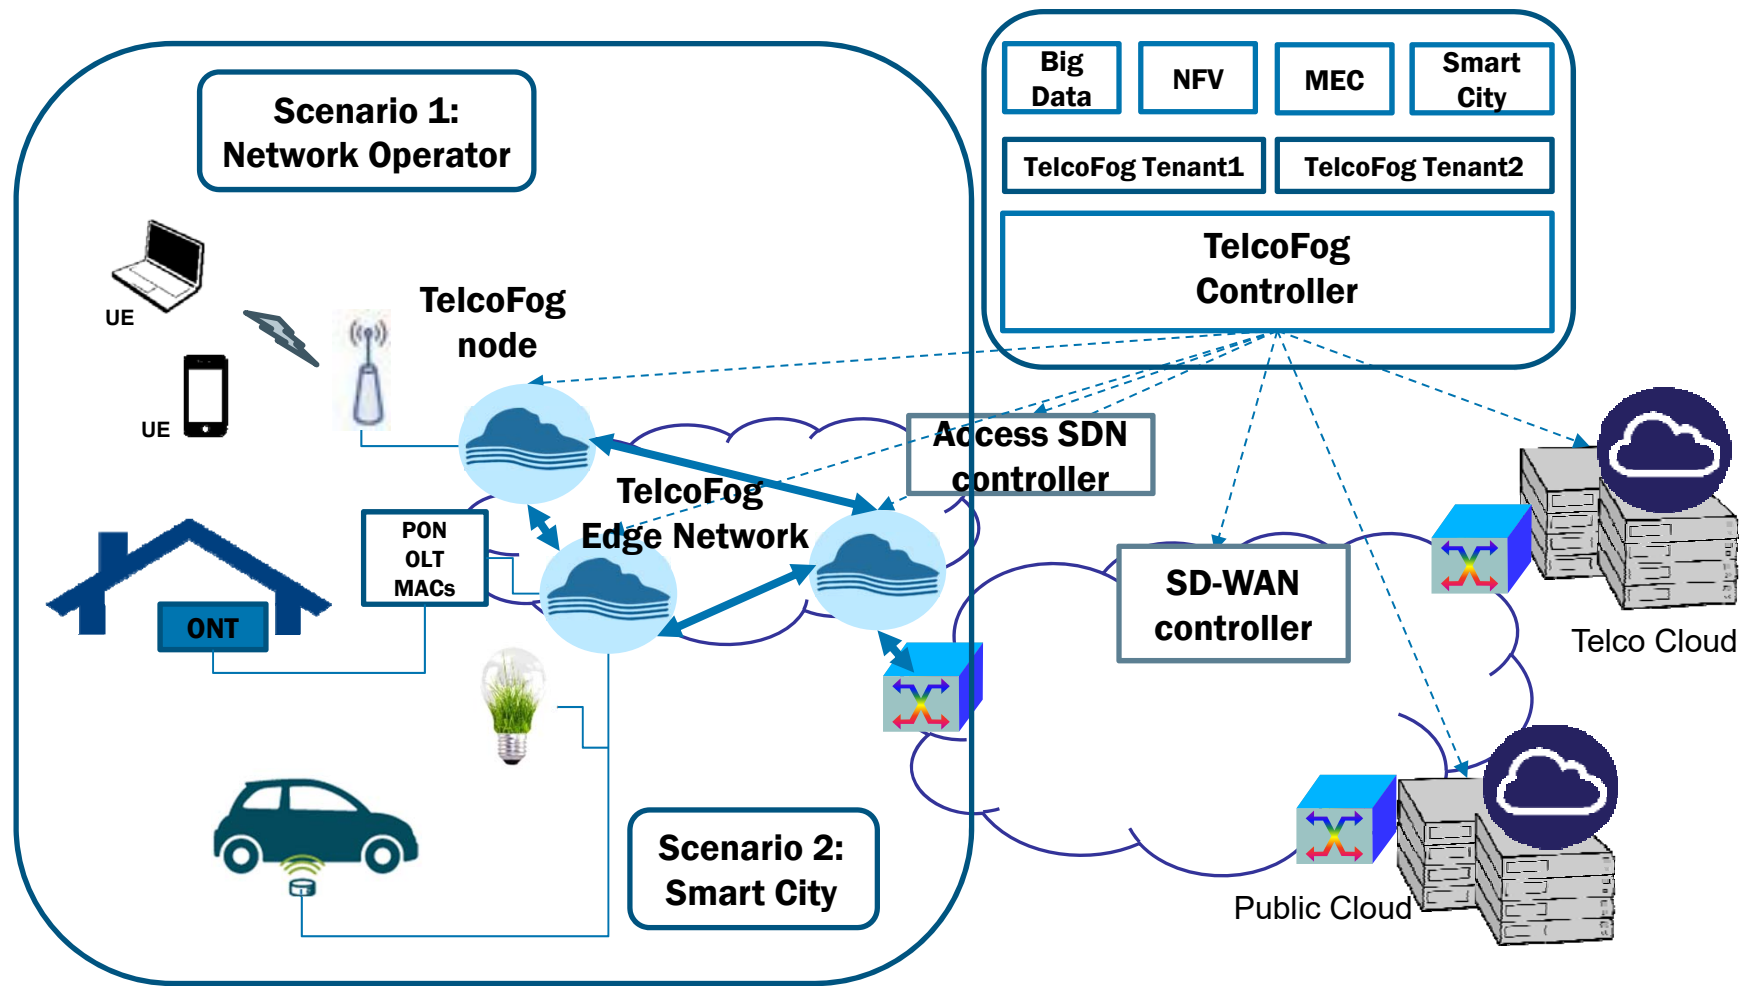 Scenario 1:
Network Operator
Big
Data
NFV
MEC
Smart
City
TelcoFog Tenant1
TelcoFog Tenant2
TelcoFog
Controller
UE
UE
TelcoFog
node
Access SDN
controller
TelcoFog
Edge Network
PON
OLT
MACs
ONT
SD-WAN
controller
Telco Cloud
Scenario 2:
Smart City
Public Cloud